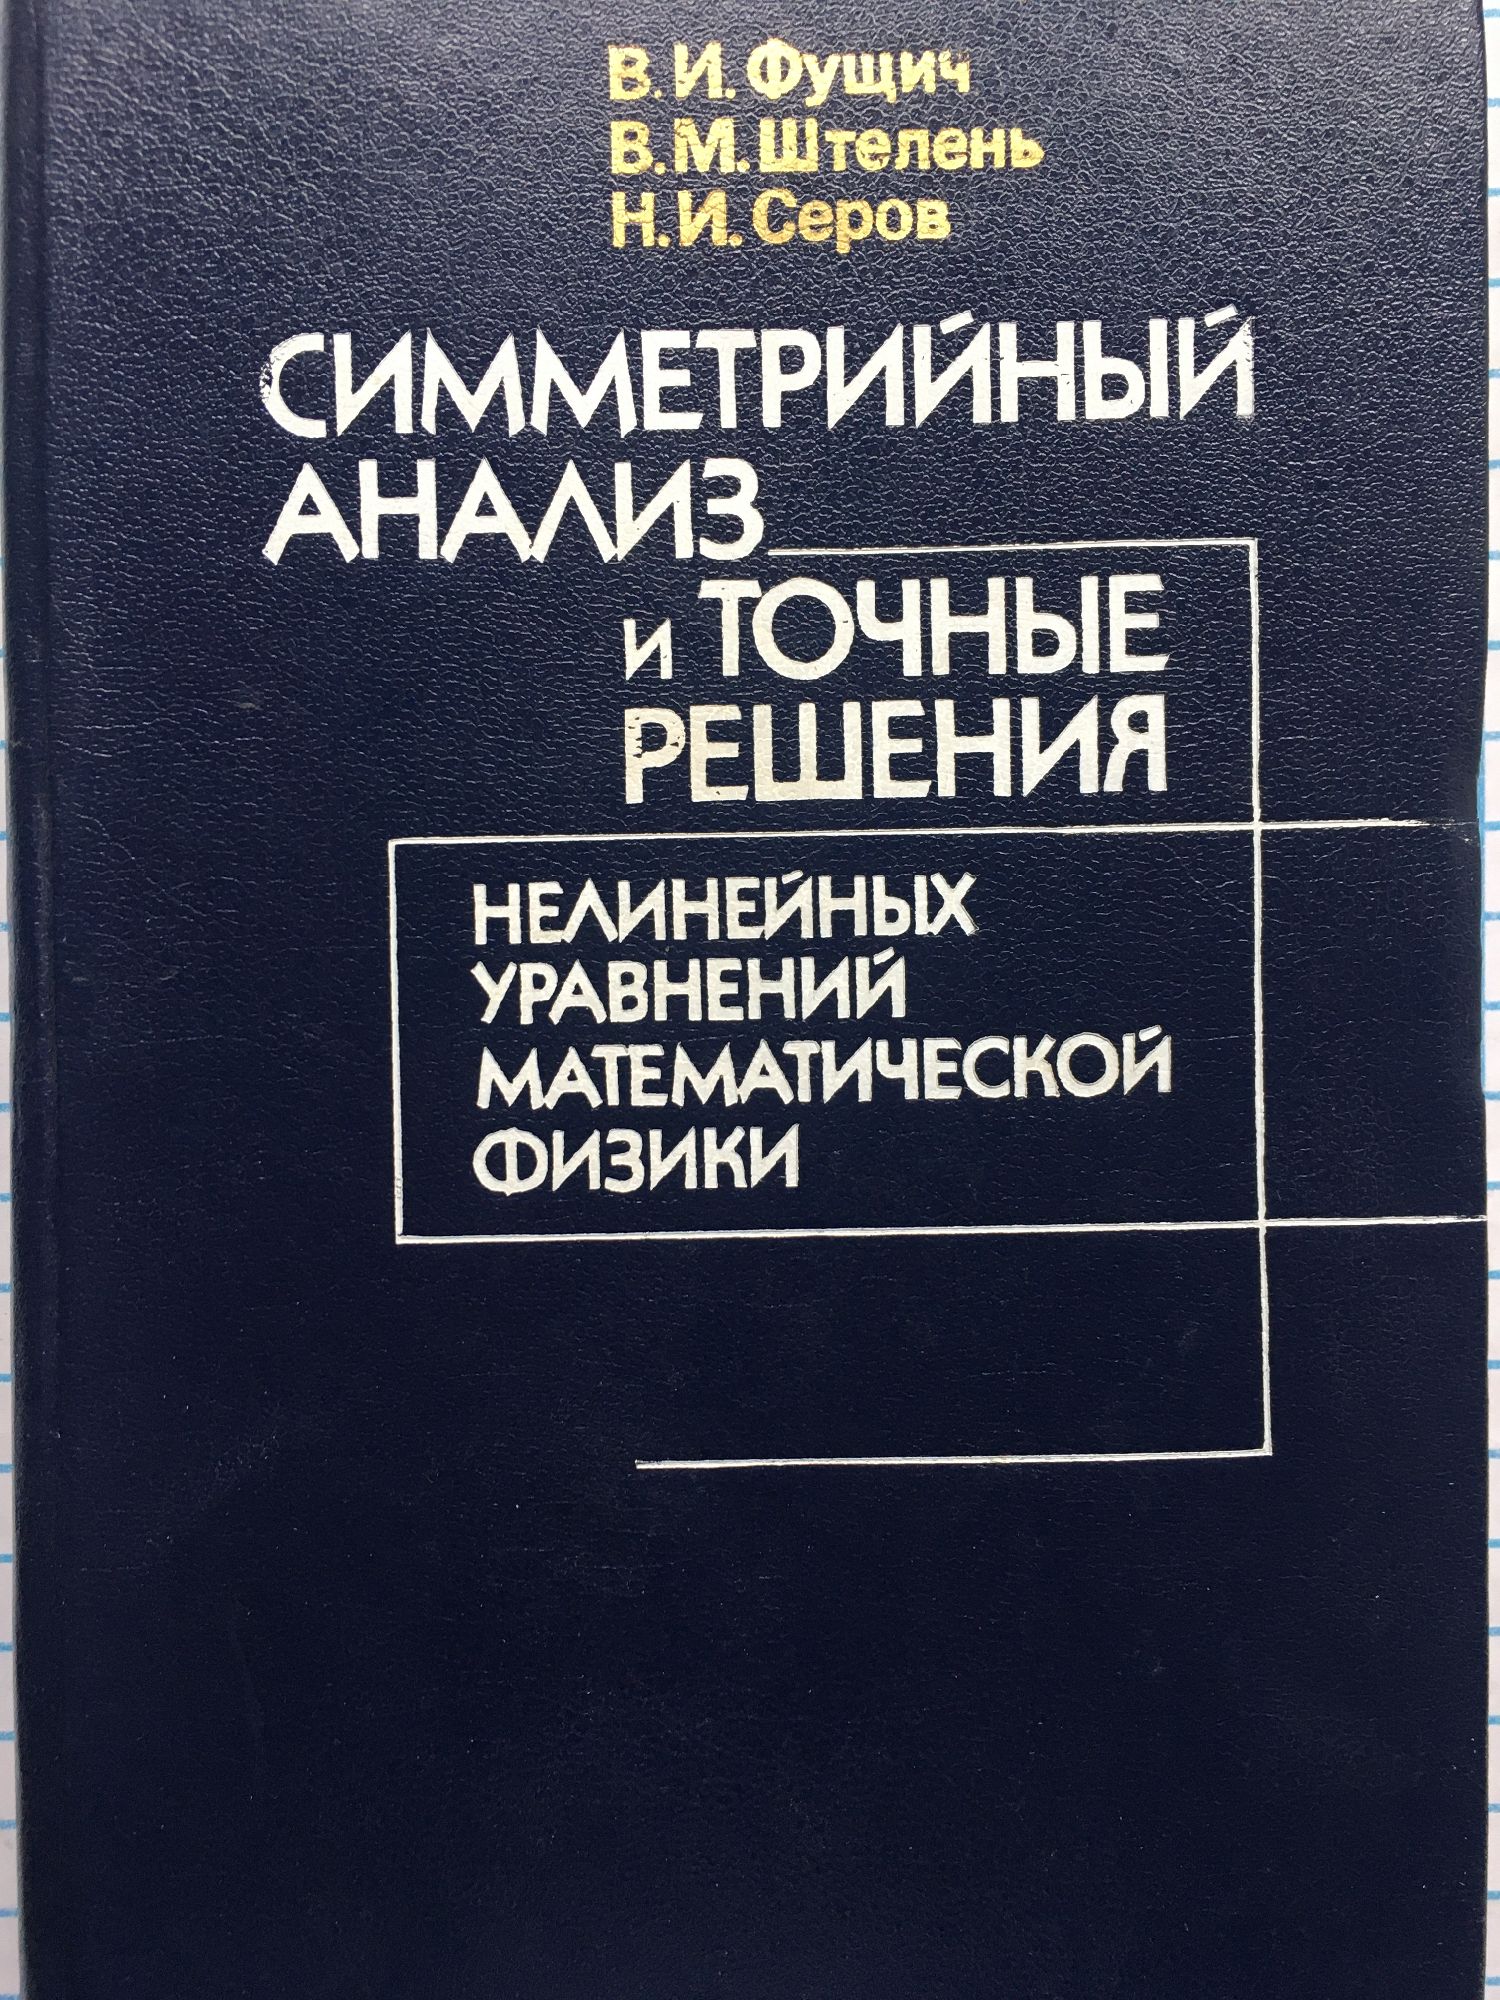 В.И. Фущич
В.М. Штелень
Н.И. Серов
СИММЕТРИЙНЫЙ
АНАЛИЗ
И ТОЧНЫЕ
РЕШЕНИЯ
НЕЛИНЕЙНЫХ
УРАВНЕНИЙ
МАТЕМАТИЧЕСКОЙ
ФИЗИКИ